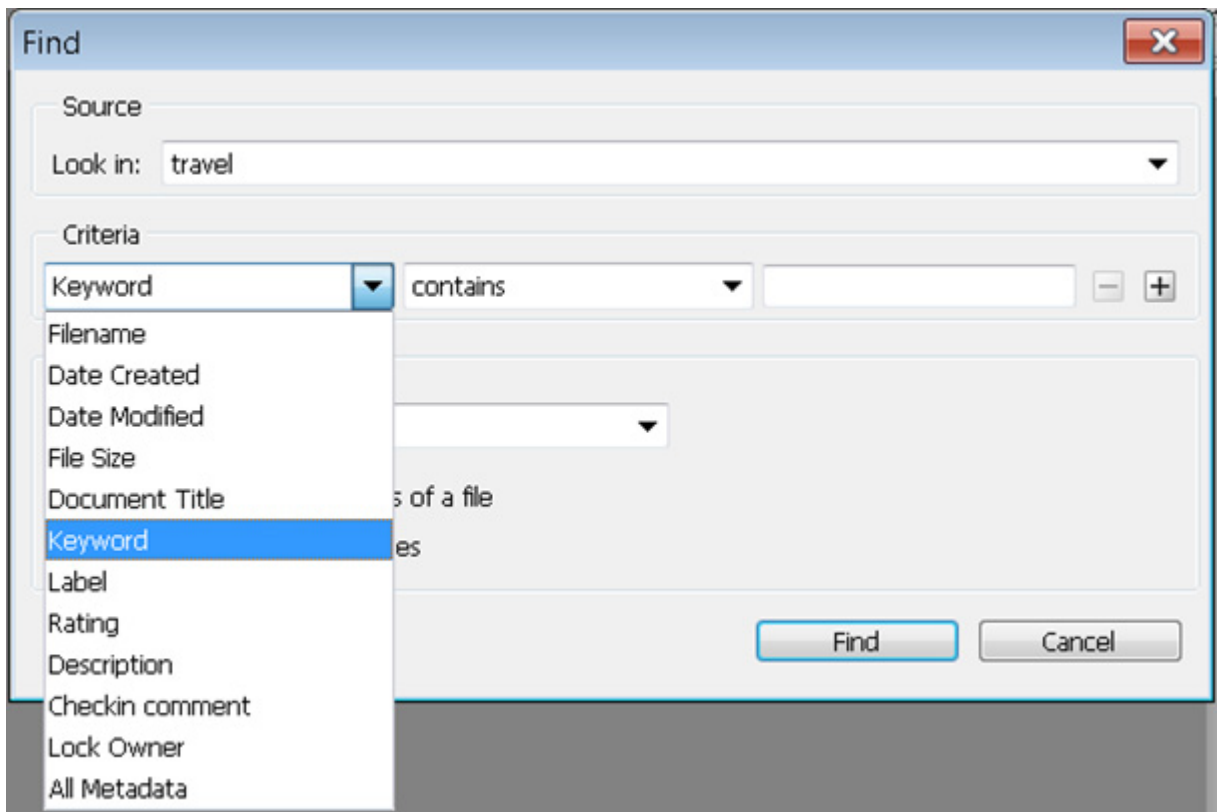 Find
Source
Look in: travel
Criteria
Keyword contains
Filename
Date Created
Date Modified
File Size
Document Title
s of a file
Keyword
es
Label
Rating
Find Cancel
Description
Checkin comment
Lock Owner
All Metadata